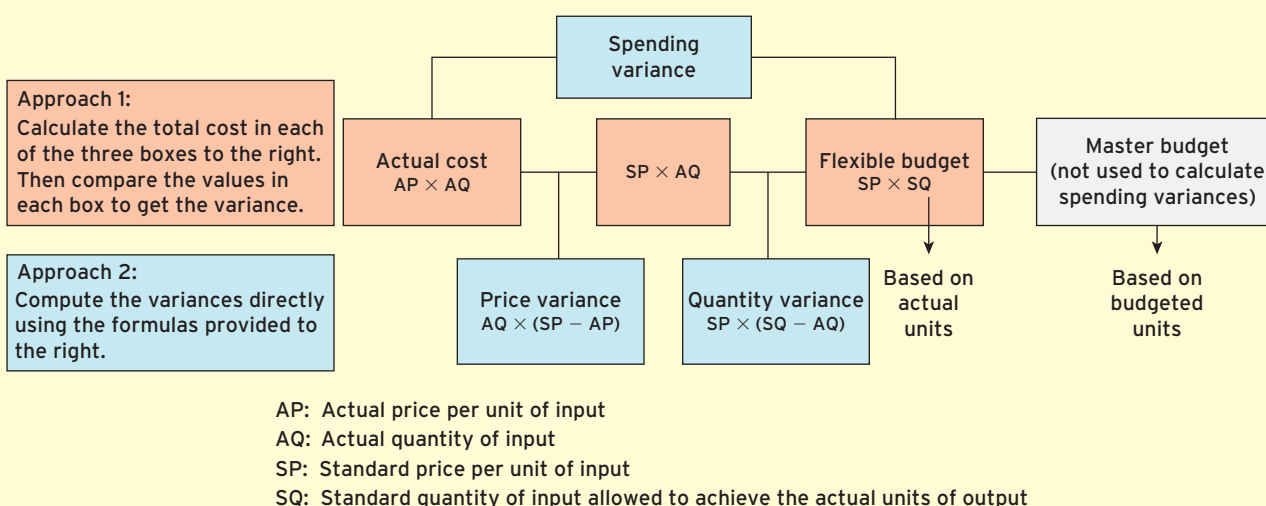 Spending
variance
Approach 1:
Calculate the total cost in each
of the three boxes to the right.
Then compare the values in
each box to get the variance.
Actual cost
AP × AQ
SP × AQ
Flexible budget
SP × SQ
Master budget
(not used to calculate
spending variances)
Approach 2:
Compute the variances directly
using the formulas provided to
the right.
Price variance
AQ × (SP − AP)
Quantity variance
SP × (SQ − AQ)
Based on
actual
units
Based on
budgeted
units
AP: Actual price per unit of input
AQ: Actual quantity of input
SP: Standard price per unit of input
SQ: Standard quantity of input allowed to achieve the actual units of output